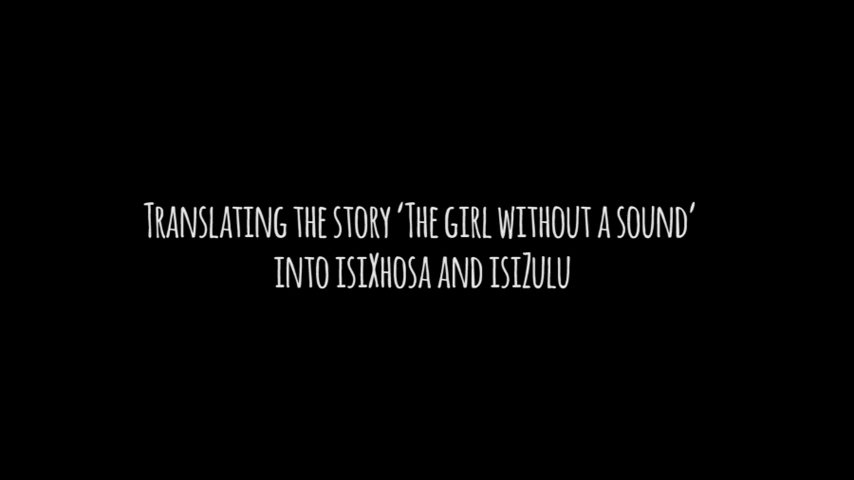 Translating the story ‘The girl without a sound’
into isiXhosa and isiZulu